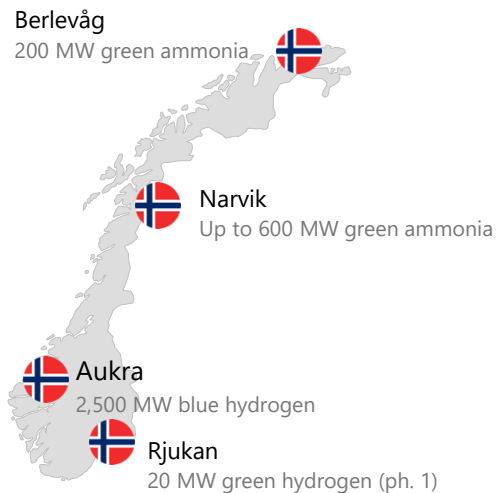 Berlevåg
200 MW green ammonia
Narvik
Up to 600 MW green ammonia
Aukra
2,500 MW blue hydrogen
Rjukan
20 MW green hydrogen (ph. 1)